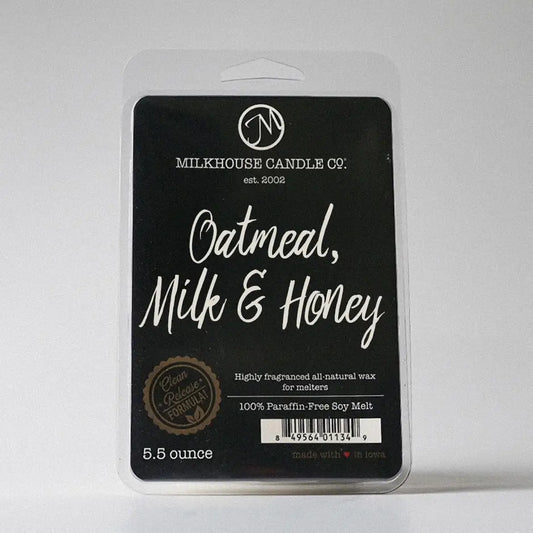 JM
MILKHOUSE CANDLE CO.
est. 2002
Oatmeal,
Milk & Honey
Highly fragranced all-natural wax
for melters
100% Paraffin-Free Soy Melt
Clean
Release
FORMULA!
8 49564 01134 9
5.5 ounce
made with ♥ in iowa